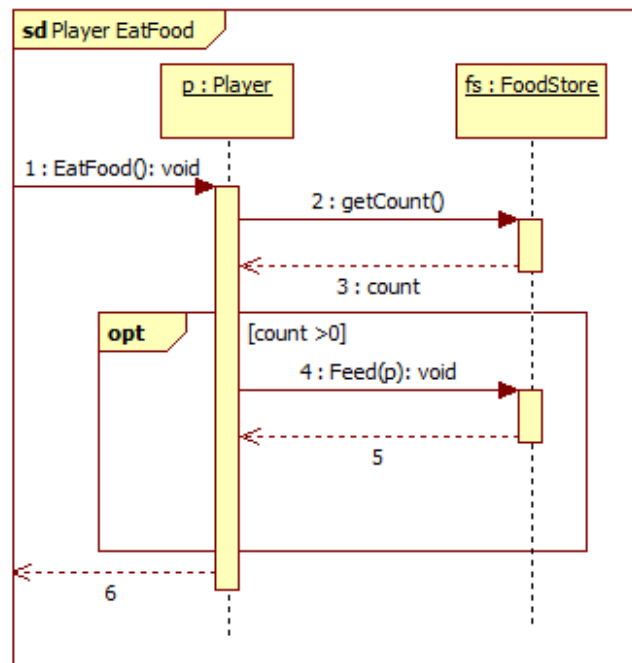 sd Player EatFood
p : Player
fs : FoodStore
1 : EatFood(): void
2 : getCount()
3 : count
opt
[count >0]
4 : Feed(p): void
5
6